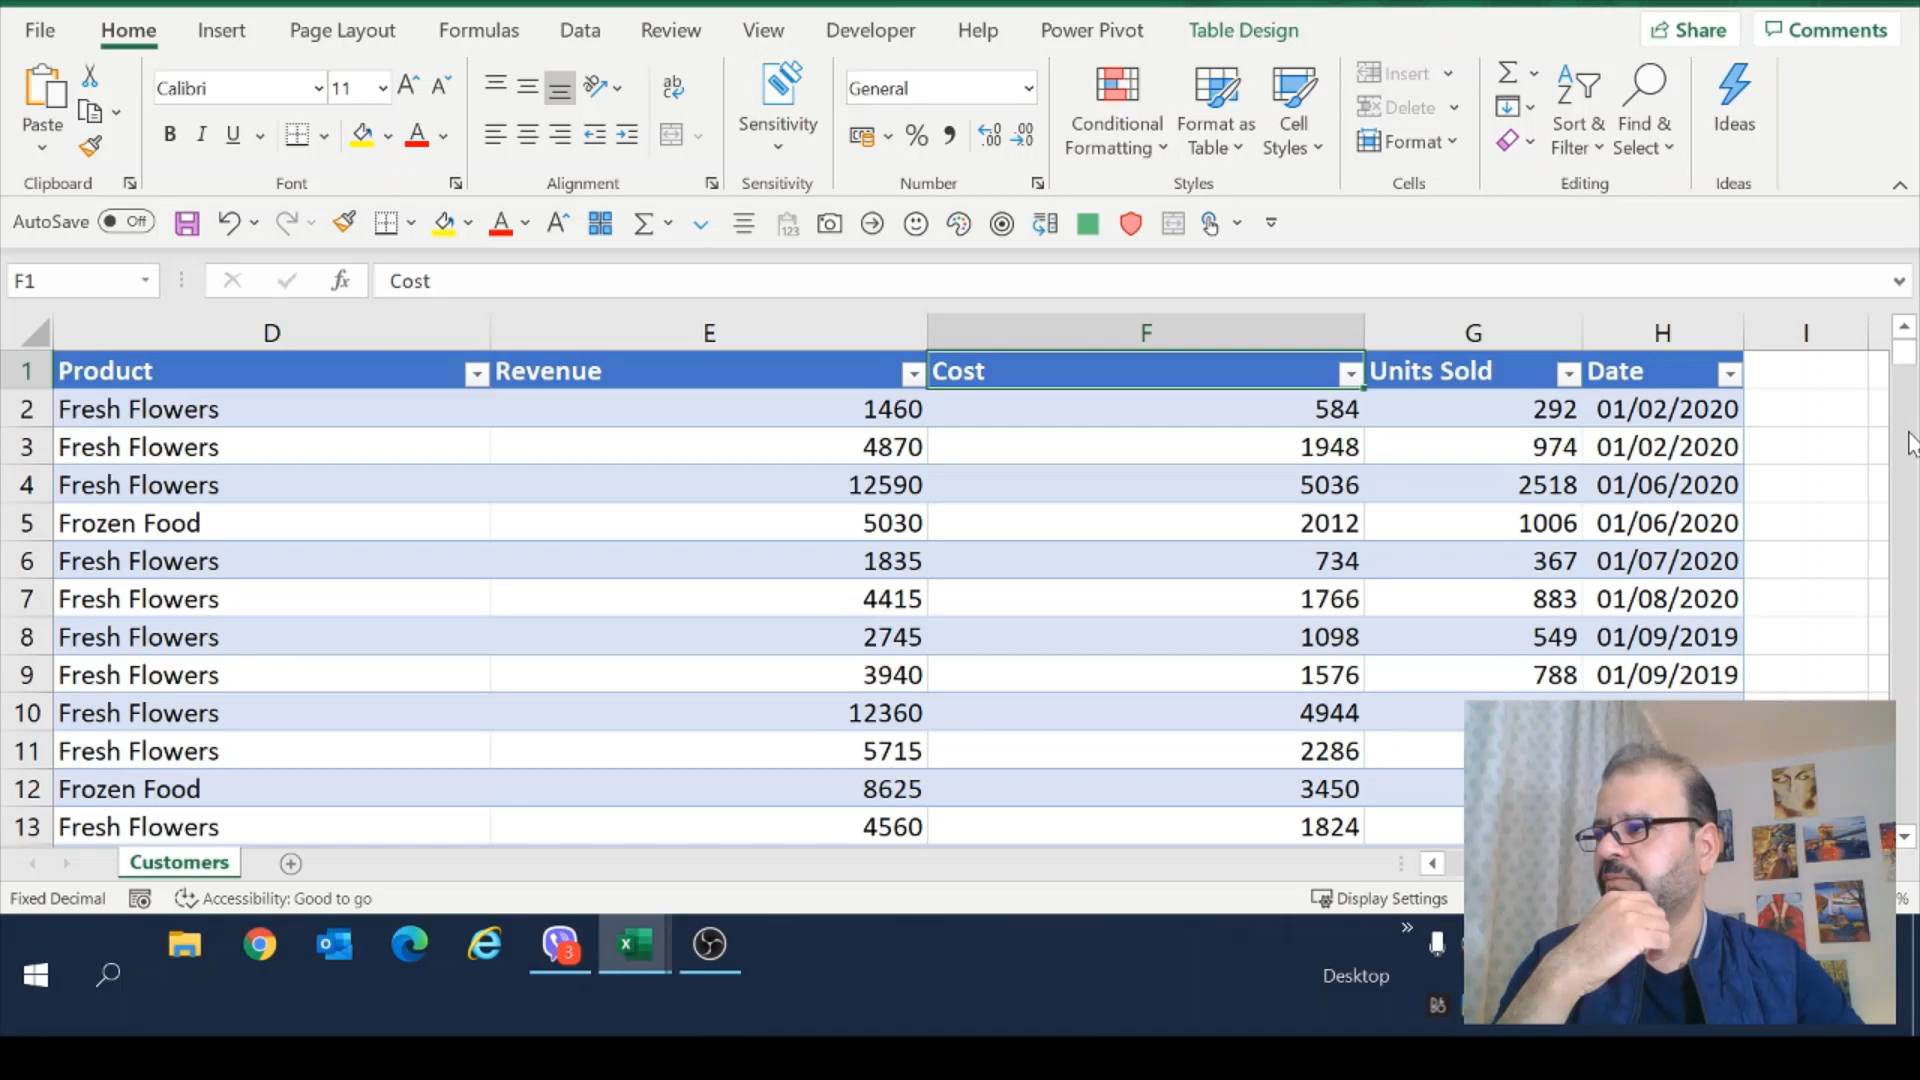 File Home Insert Page Layout Formulas Data Review View Developer Help Power Pivot Table Design Share Comments
Paste
Clipboard
Calibri 11
B I U
Font
ab
Alignment
Sensitivity
Sensitivity
General
% .00
Number
Conditional Formatting
Format as Table
Cell Styles
Styles
Insert
Delete
Format
Cells
Sort & Filter
Find & Select
Editing
Ideas
Ideas
AutoSave Off
F1 fx Cost
D E F G H I
1 Product Revenue Cost Units Sold Date
2 Fresh Flowers 1460 584 292 01/02/2020
3 Fresh Flowers 4870 1948 974 01/02/2020
4 Fresh Flowers 12590 5036 2518 01/06/2020
5 Frozen Food 5030 2012 1006 01/06/2020
6 Fresh Flowers 1835 734 367 01/07/2020
7 Fresh Flowers 4415 1766 883 01/08/2020
8 Fresh Flowers 2745 1098 549 01/09/2019
9 Fresh Flowers 3940 1576 788 01/09/2019
10 Fresh Flowers 12360 4944
11 Fresh Flowers 5715 2286
12 Frozen Food 8625 3450
13 Fresh Flowers 4560 1824
Customers
Fixed Decimal Accessibility: Good to go Display Settings %
3
Desktop